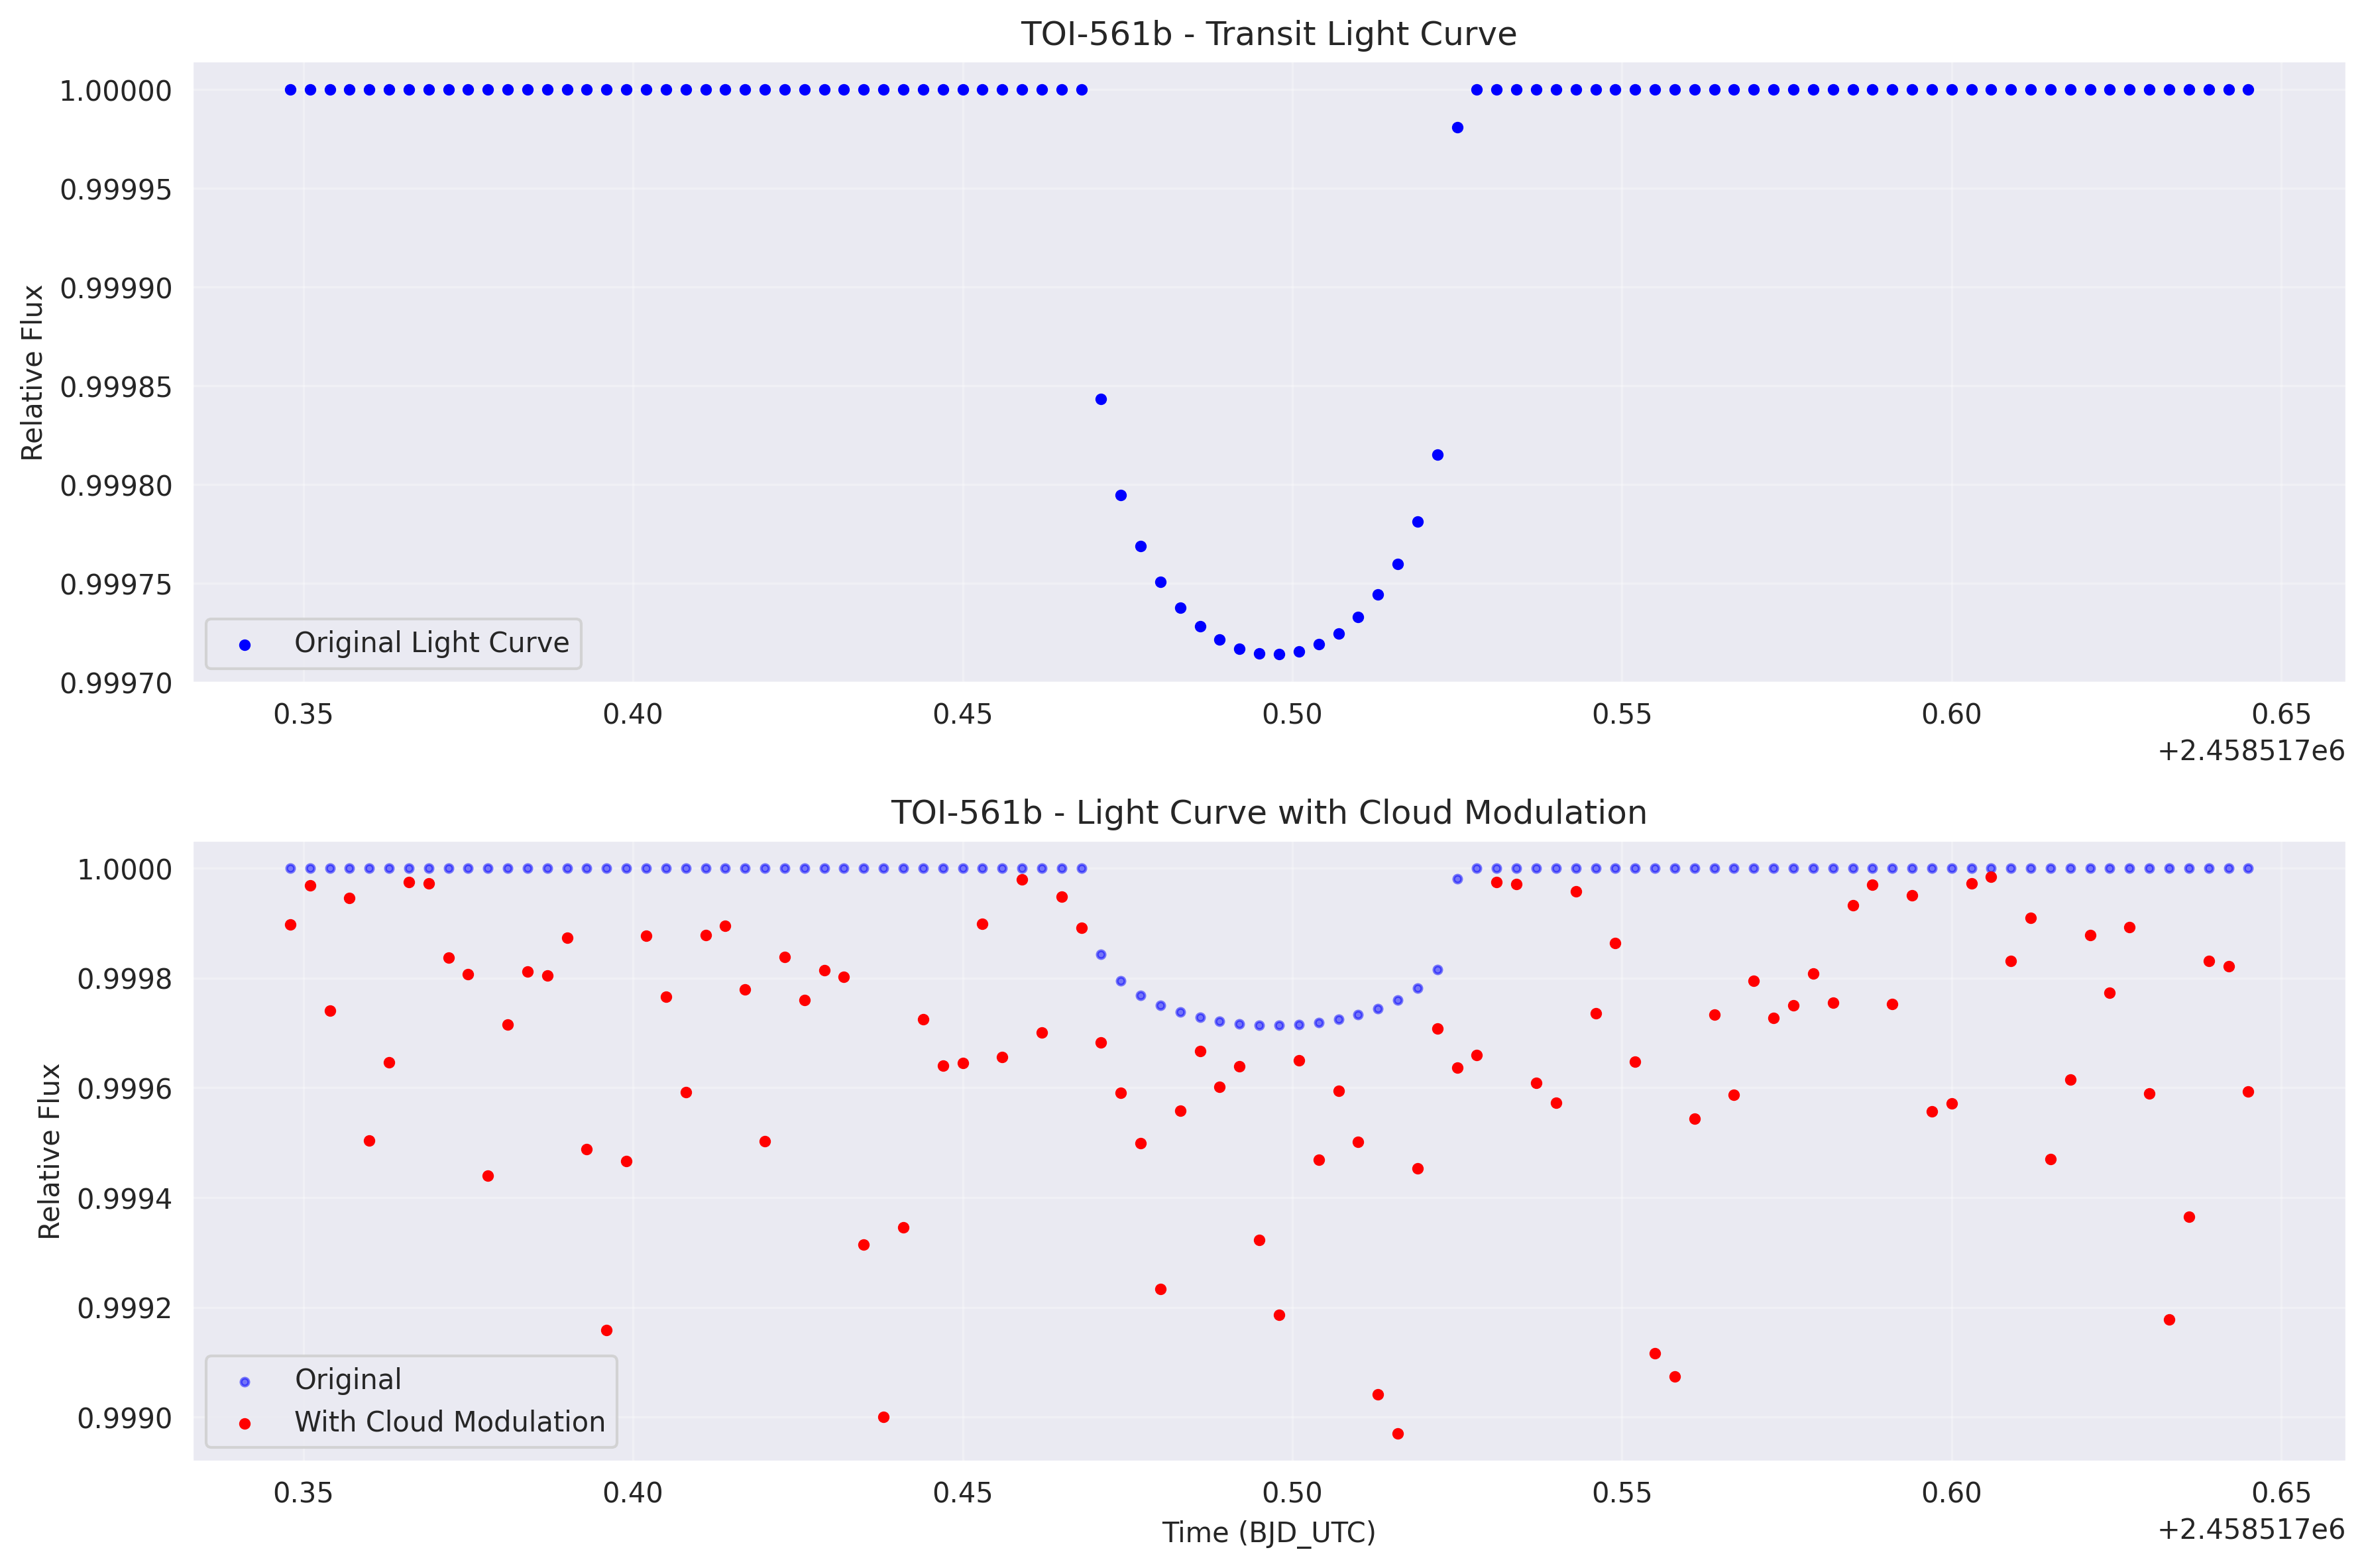 TOI-561b - Transit Light Curve
Relative Flux
1.00000
0.99995
0.99990
0.99985
0.99980
0.99975
0.99970
Original Light Curve
0.35 0.40 0.45 0.50 0.55 0.60 0.65
+2.458517e6
TOI-561b - Light Curve with Cloud Modulation
Relative Flux
1.0000
0.9998
0.9996
0.9994
0.9992
0.9990
Original
With Cloud Modulation
0.35 0.40 0.45 0.50 0.55 0.60 0.65
Time (BJD_UTC)
+2.458517e6